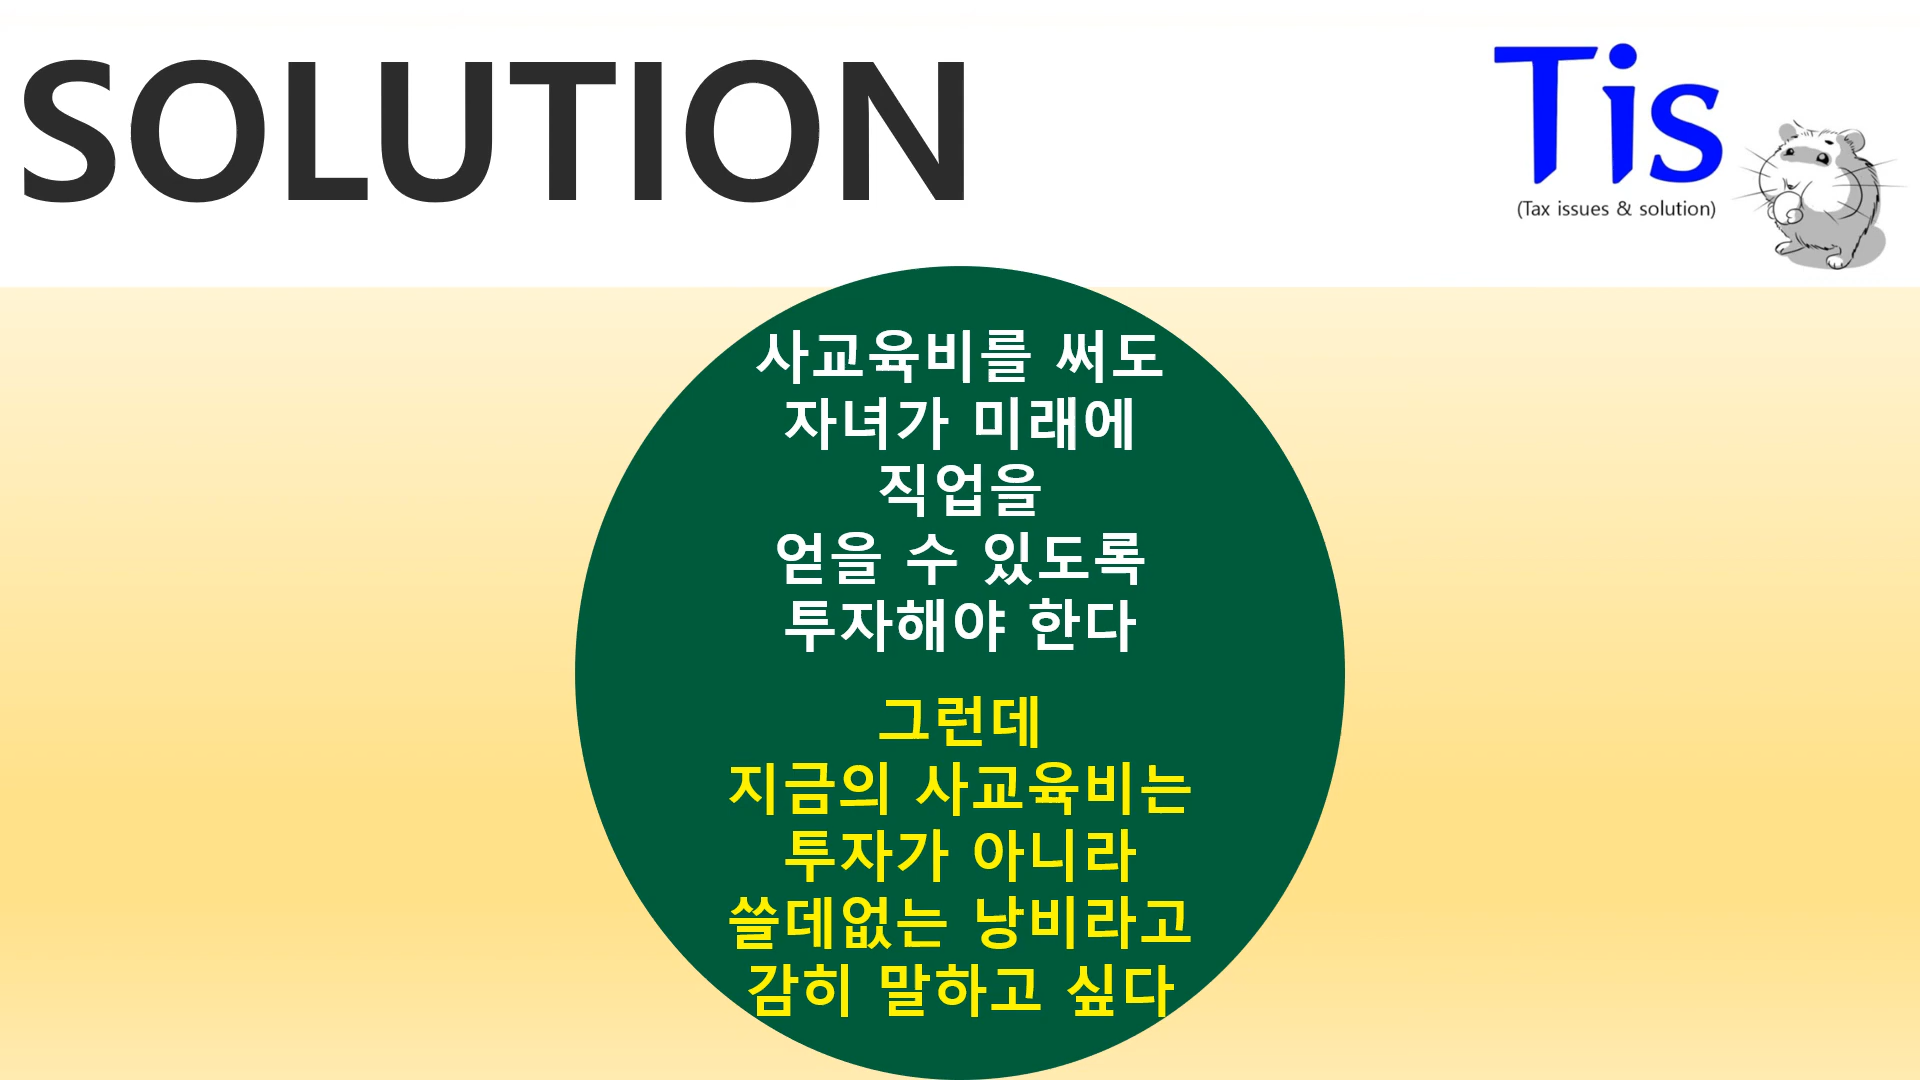 SOLUTION
Tis
(Tax issues & solution)
사교육비를 써도
자녀가 미래에
직업을
얻을 수 있도록
투자해야 한다
그런데
지금의 사교육비는
투자가 아니라
쓸데없는 낭비라고
감히 말하고 싶다